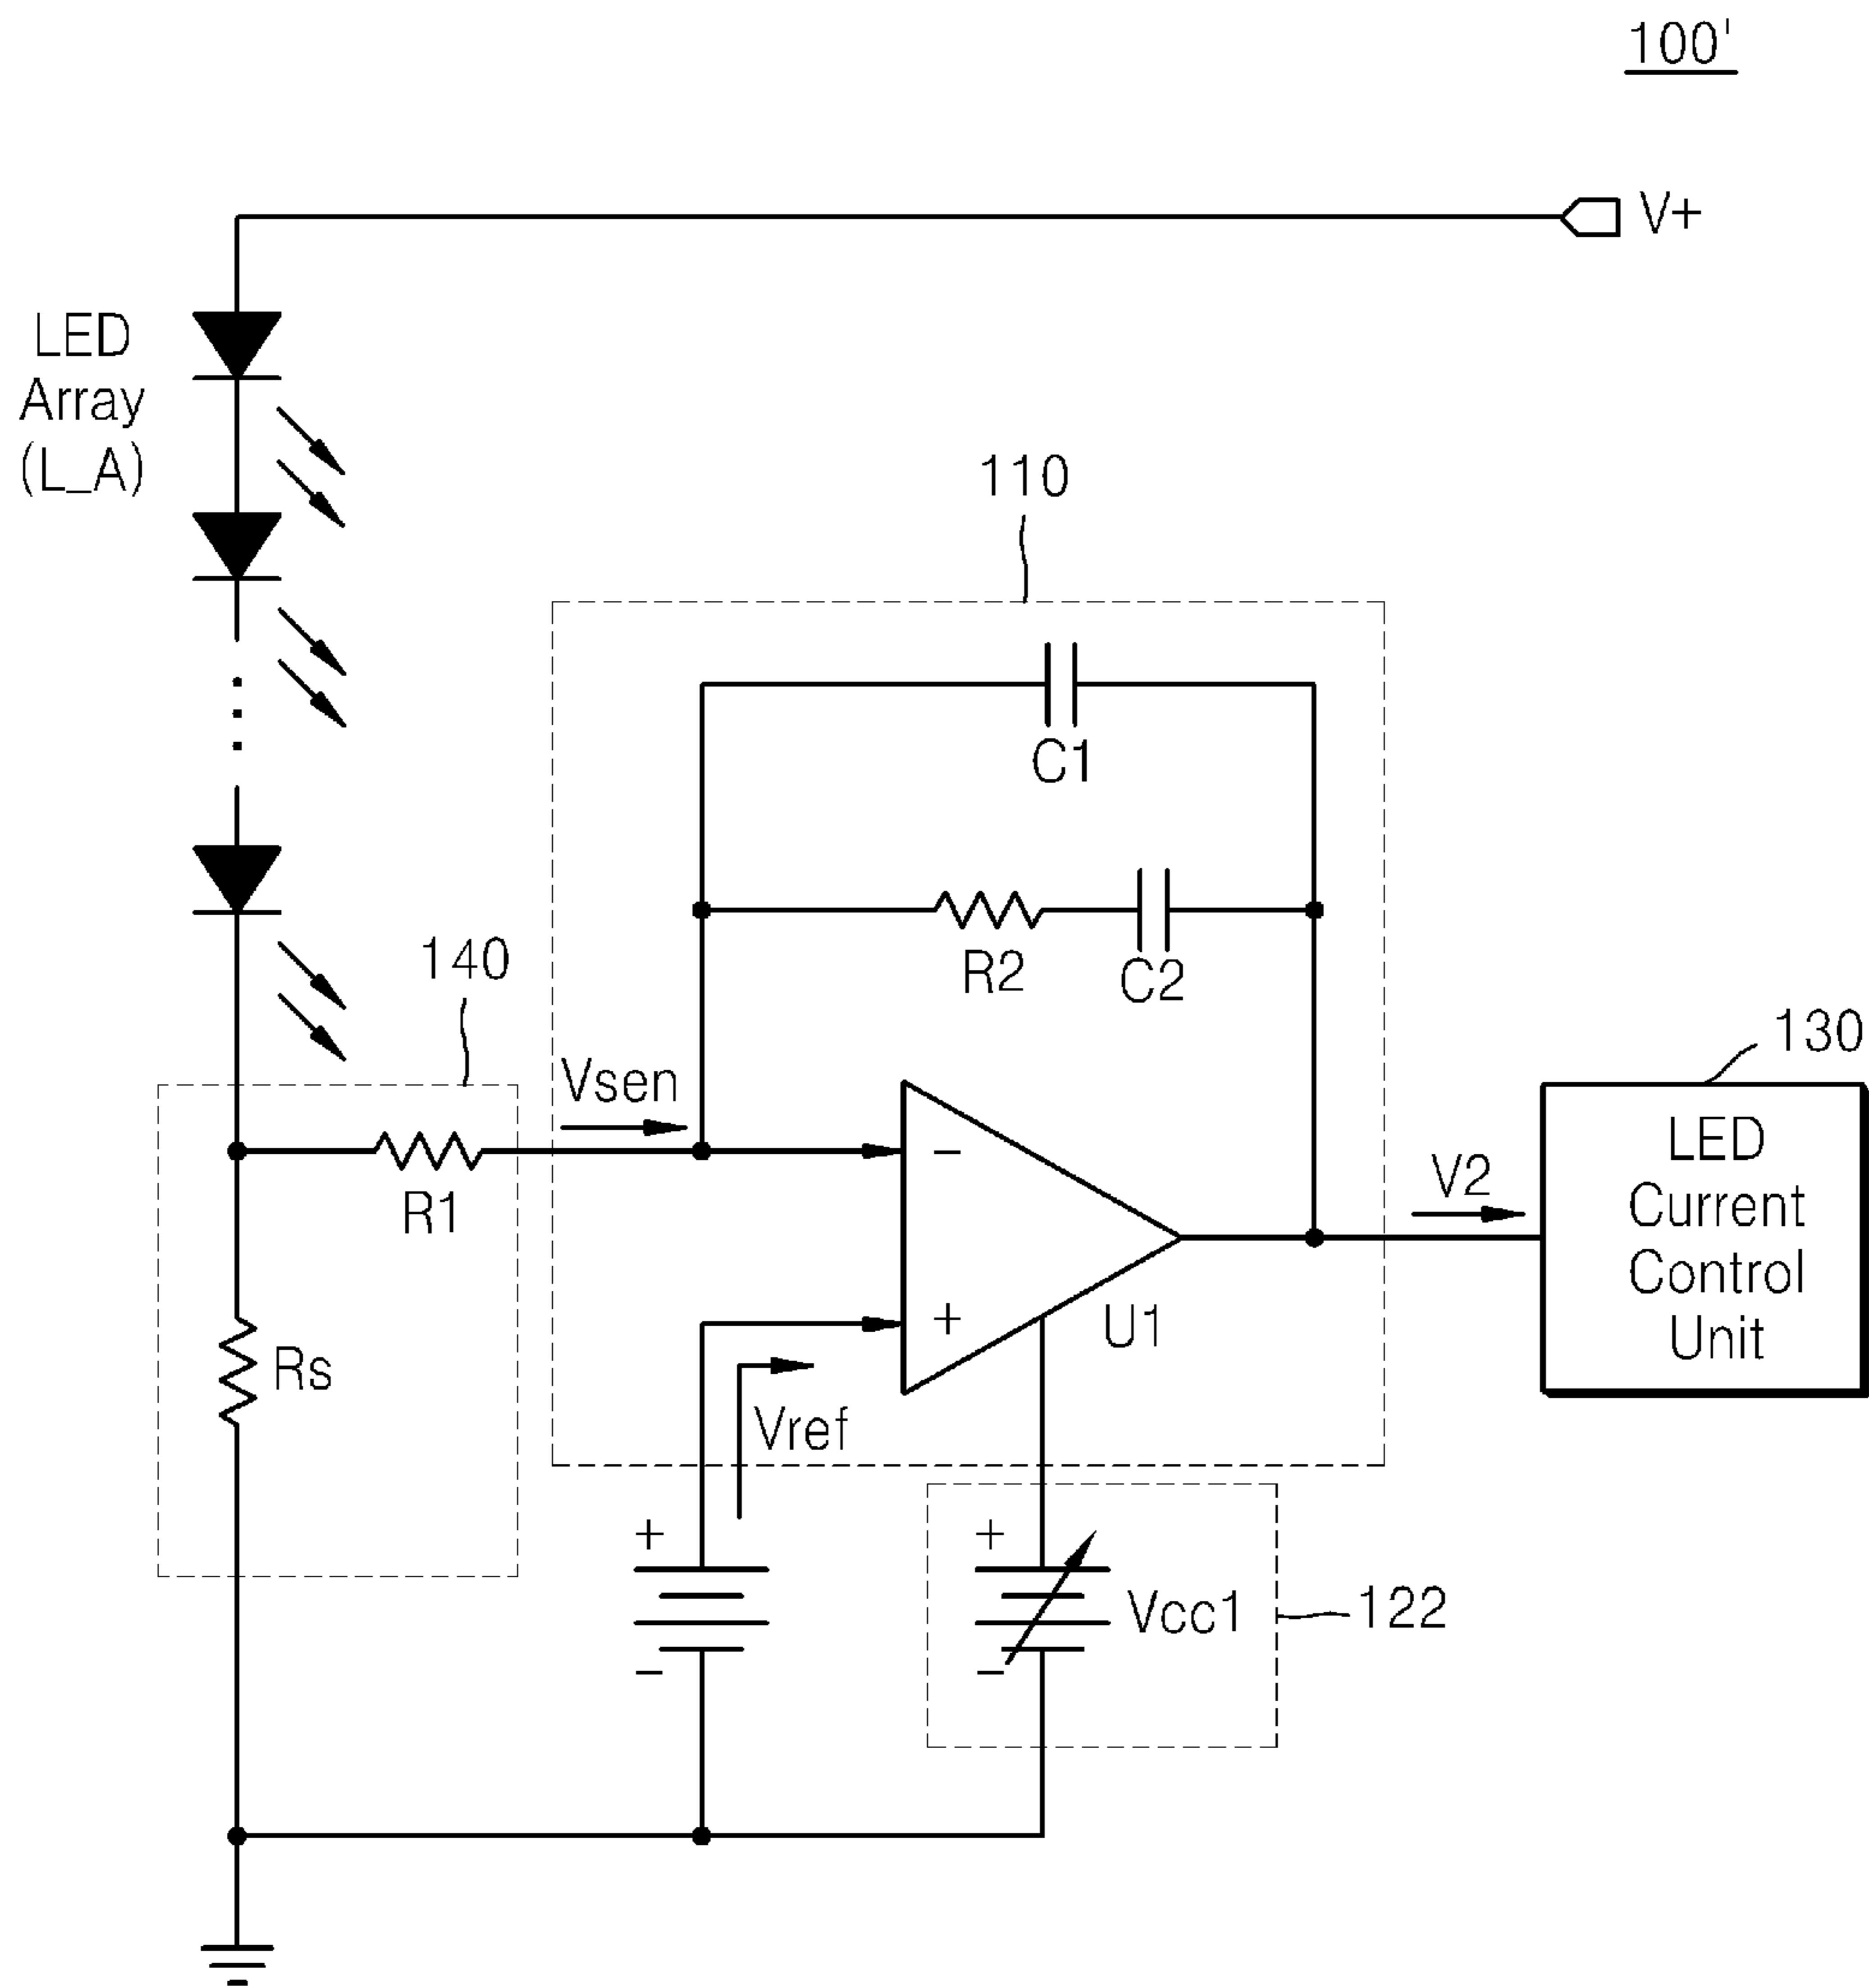 100'
V+
LED
Array
(L_A)
110
C1
R2
C2
140
Vsen
130
R1
−
V2
LED
Current
Control
Unit
+
U1
Rs
Vref
+
+
Vcc1
122
−
−